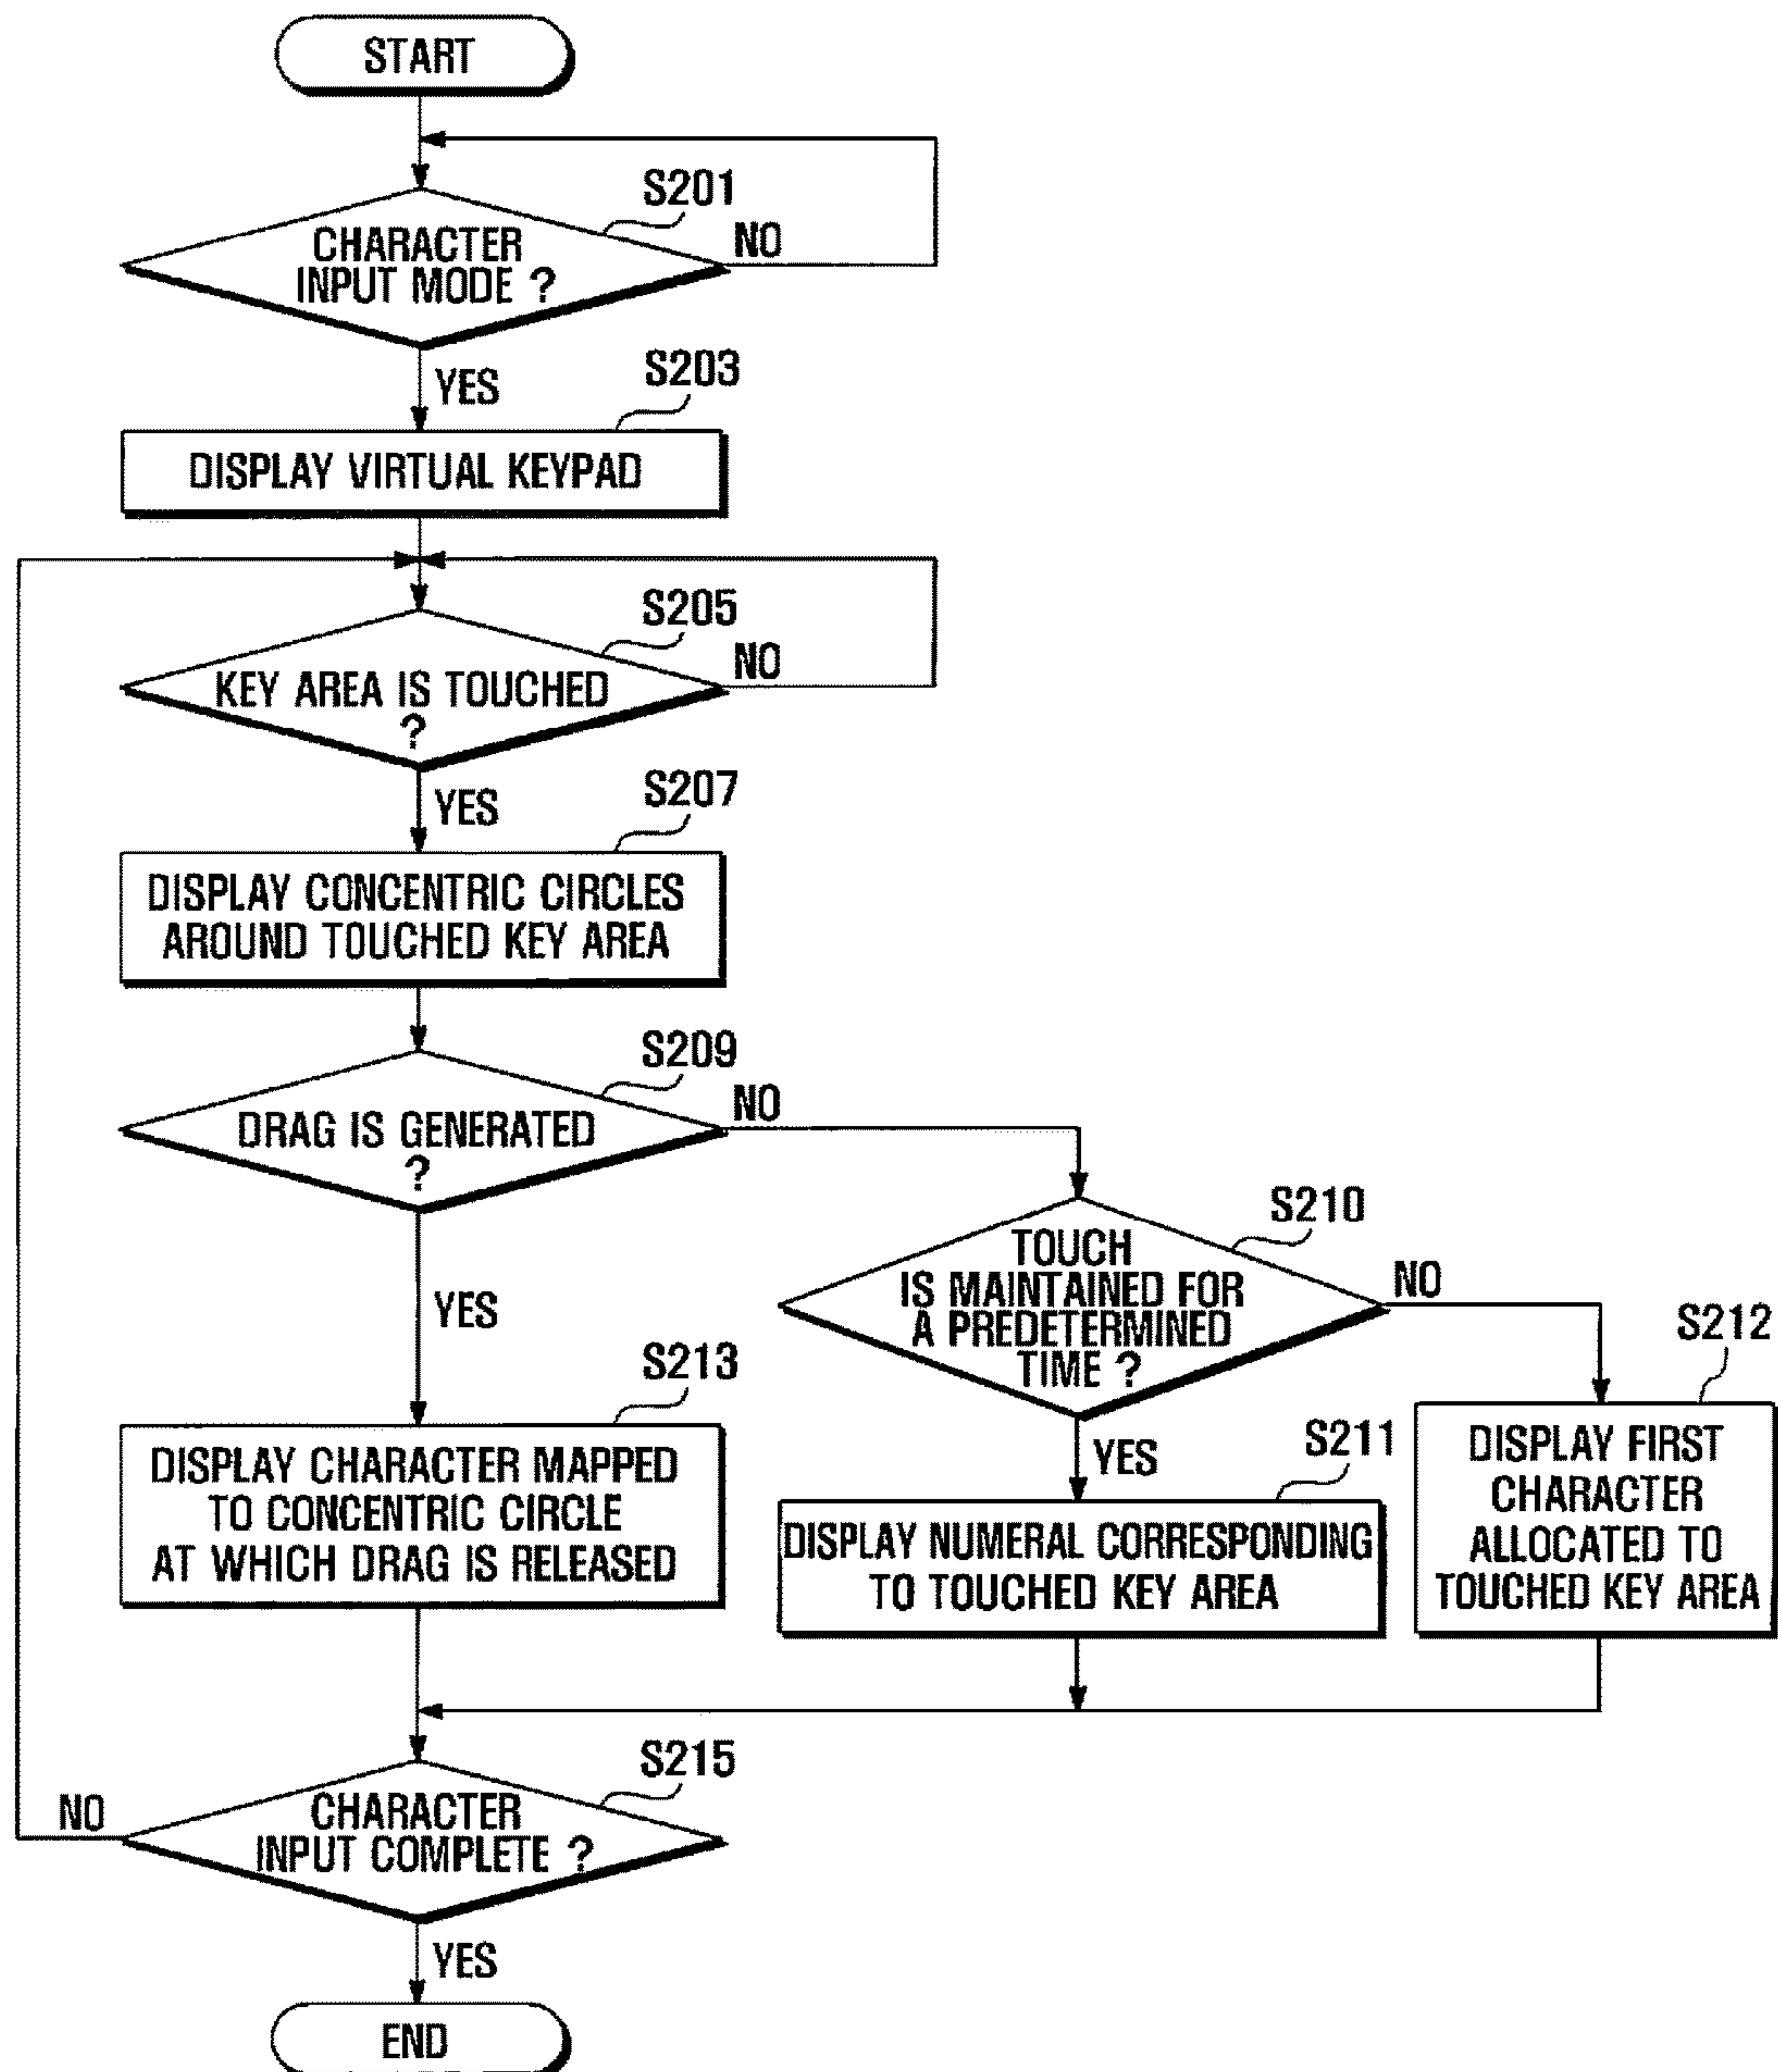 START
S201
CHARACTER
INPUT MODE ?
NO
YES
S203
DISPLAY VIRTUAL KEYPAD
S205
KEY AREA IS TOUCHED
?
NO
YES
S207
DISPLAY CONCENTRIC CIRCLES
AROUND TOUCHED KEY AREA
S209
DRAG IS GENERATED
?
NO
YES
S210
TOUCH
IS MAINTAINED FOR
A PREDETERMINED
TIME ?
NO
YES
S213
DISPLAY CHARACTER MAPPED
TO CONCENTRIC CIRCLE
AT WHICH DRAG IS RELEASED
S211
DISPLAY NUMERAL CORRESPONDING
TO TOUCHED KEY AREA
S212
DISPLAY FIRST
CHARACTER
ALLOCATED TO
TOUCHED KEY AREA
S215
CHARACTER
INPUT COMPLETE ?
NO
YES
END